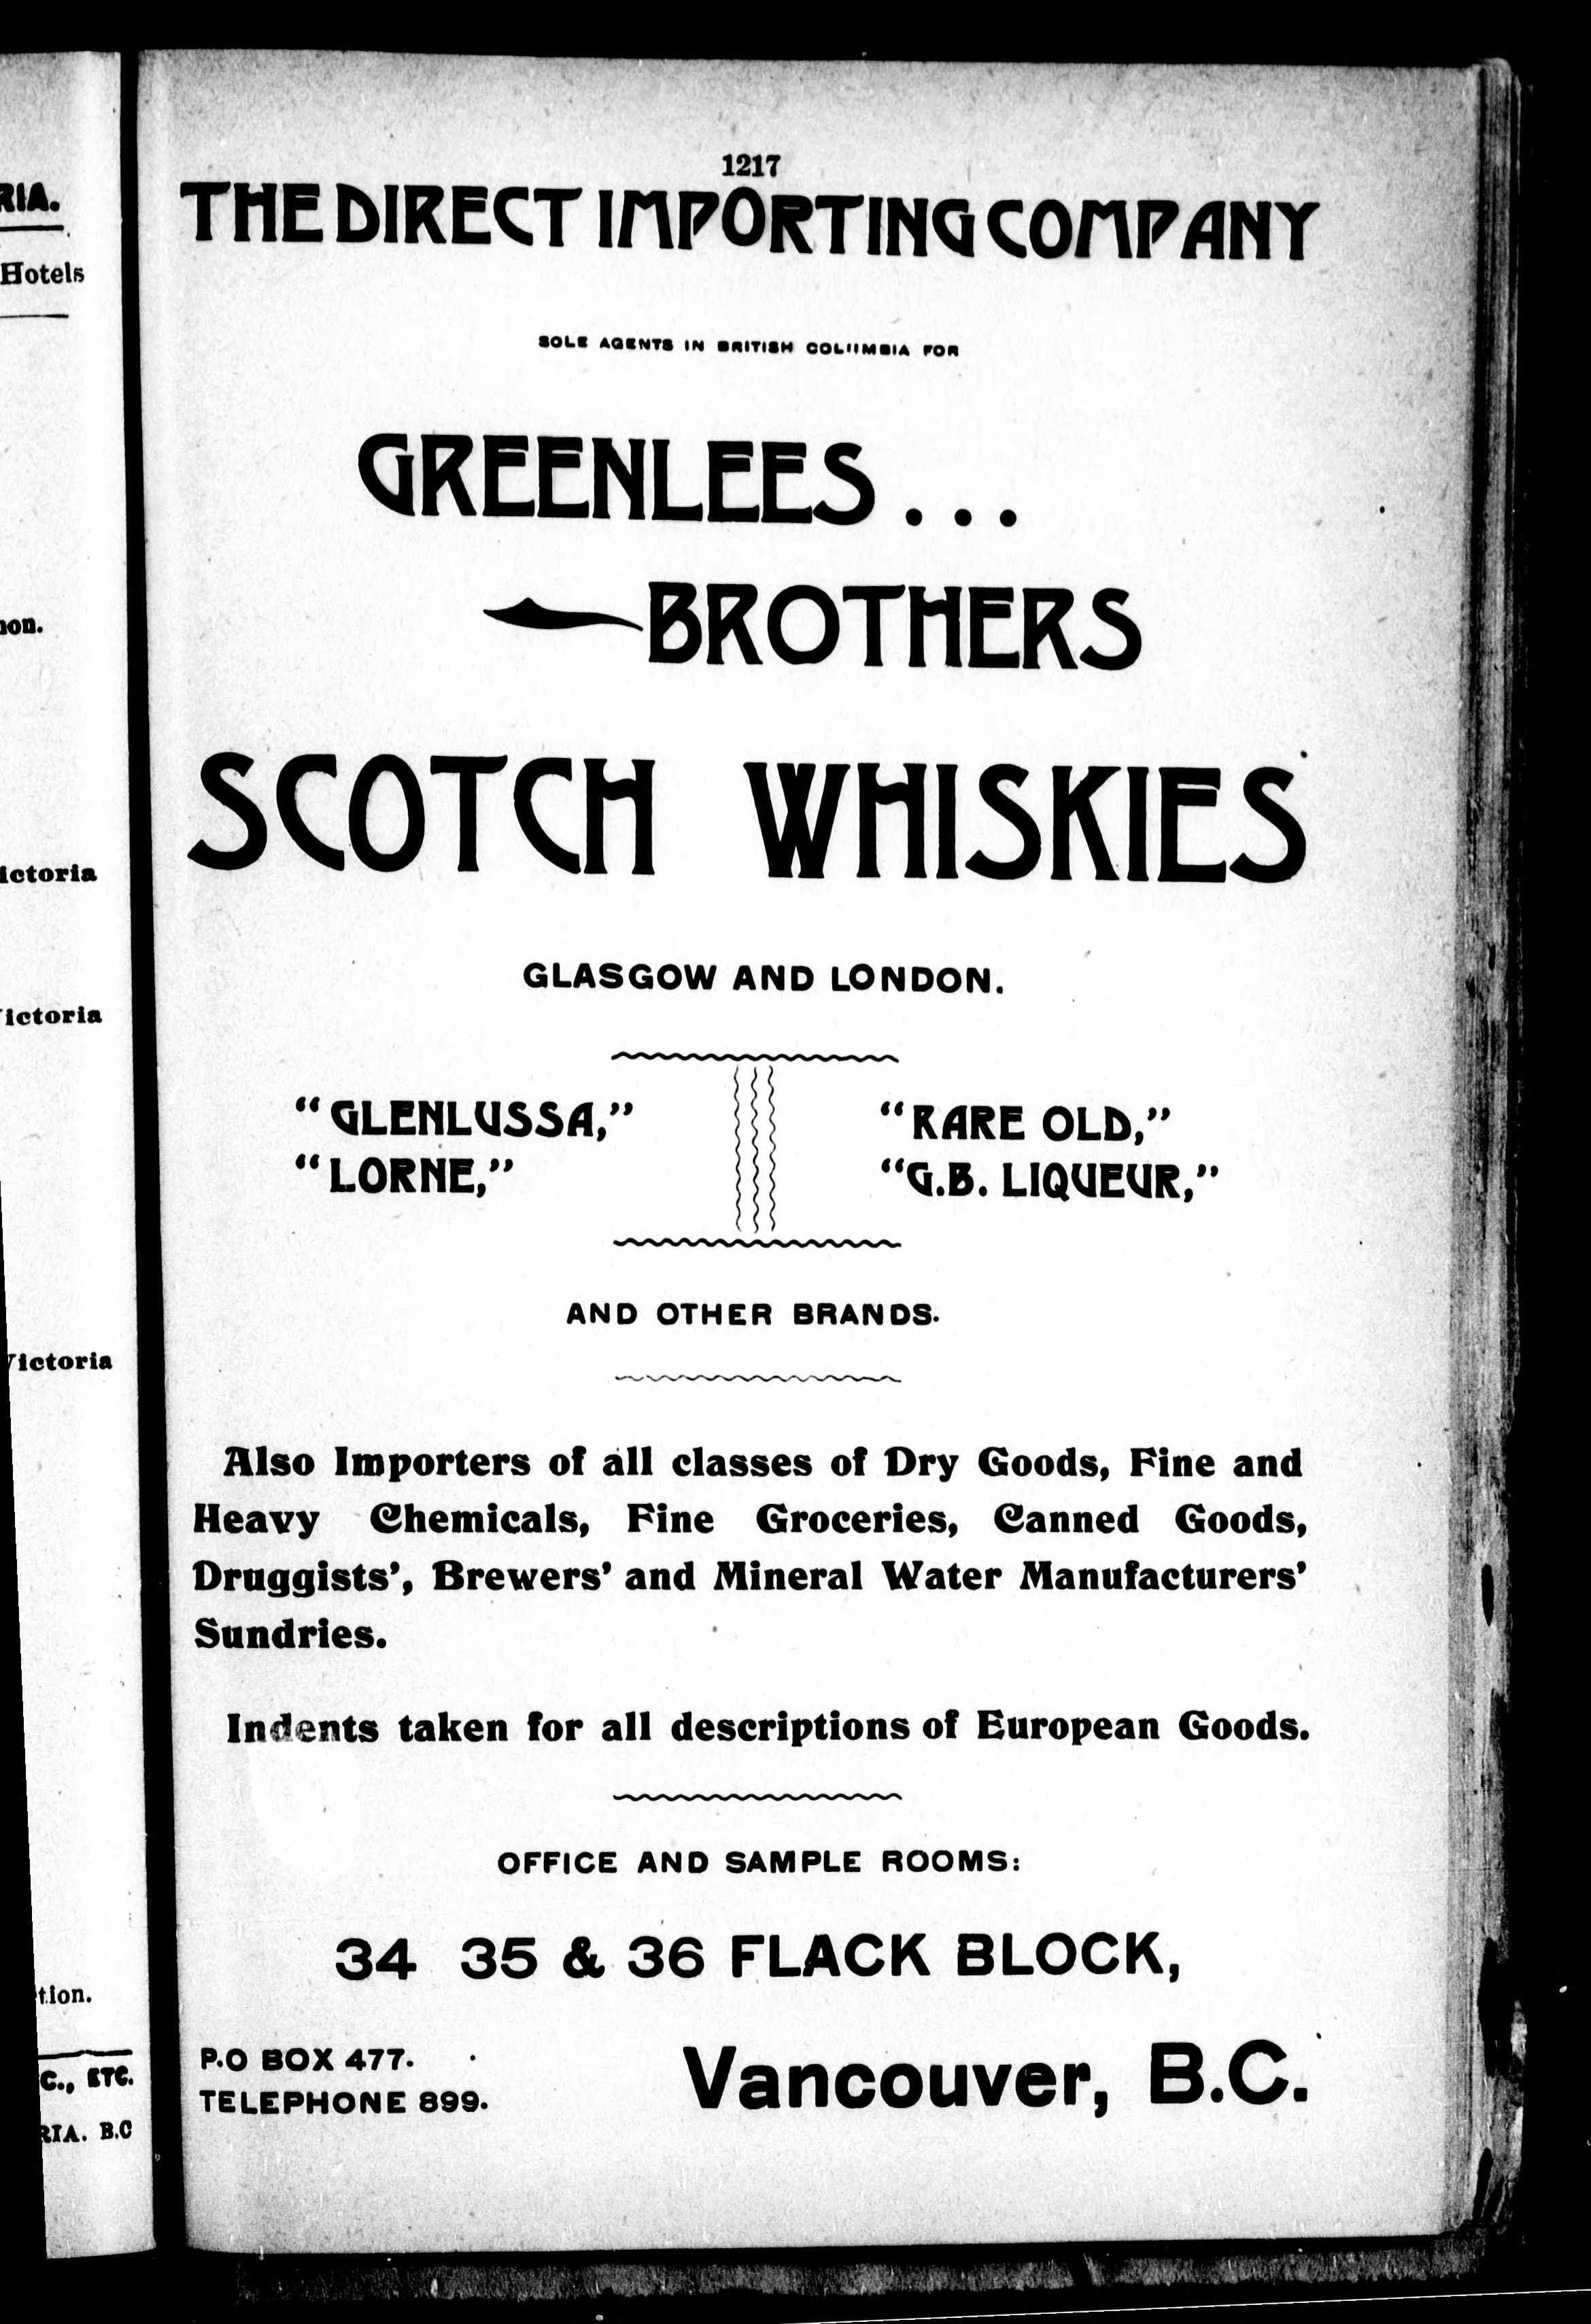 RIA.
Hotels
ictoria
ictoria
Victoria
C., ETC.
RIA. B.C
1217
THE DIRECT IMPORTING COMPANY
SOLE AGENTS IN BRITISH COLUMBIA FOR
GREENLEES...
BROTHERS
SCOTCH WHISKIES
GLASGOW AND LONDON.
"GLENLUSSA," "RARE OLD,"
"LORNE," "G.B. LIQUEUR,"
AND OTHER BRANDS.
Also Importers of all classes of Dry Goods, Fine and
Heavy Chemicals, Fine Groceries, Canned Goods,
Druggists', Brewers' and Mineral Water Manufacturers'
Sundries.
Indents taken for all descriptions of European Goods.
OFFICE AND SAMPLE ROOMS:
34 35 & 36 FLACK BLOCK,
P.O BOX 477.
TELEPHONE 899.
Vancouver, B.C.